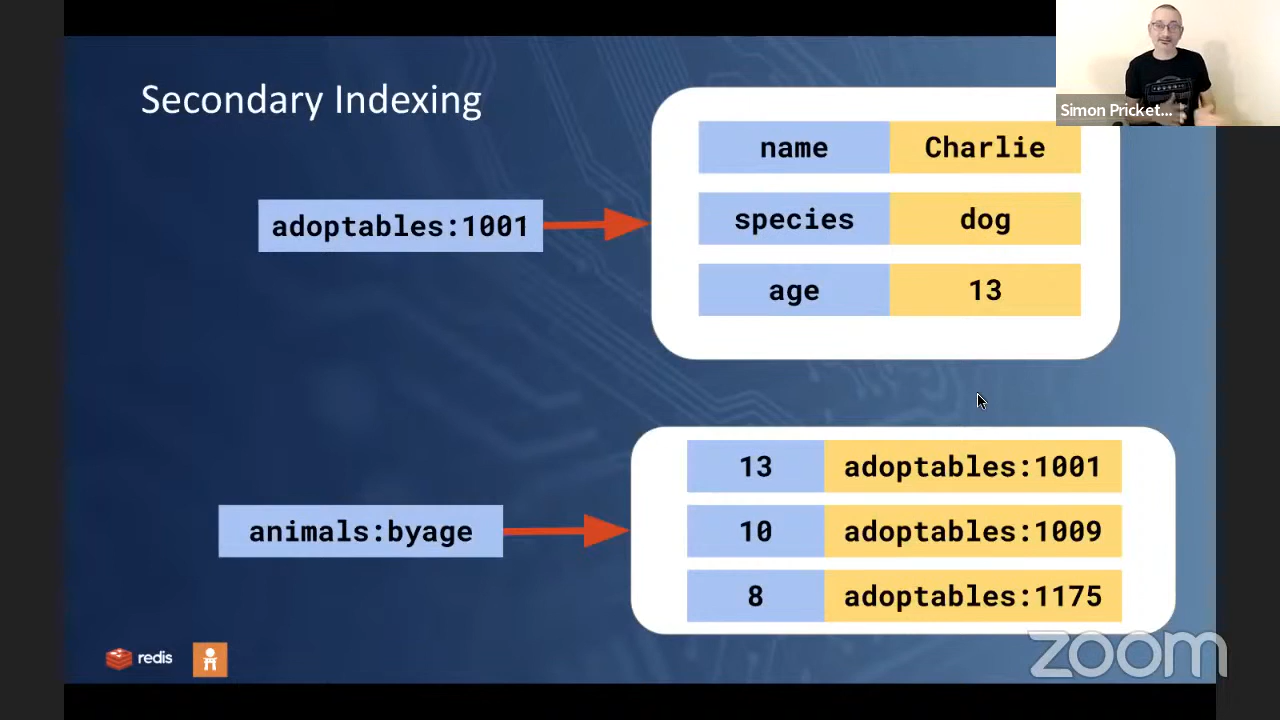 Secondary Indexing
Simon Pricket...
name Charlie
adoptables:1001
species dog
age 13
13 adoptables:1001
animals:byage
10 adoptables:1009
8 adoptables:1175
redis
zoom